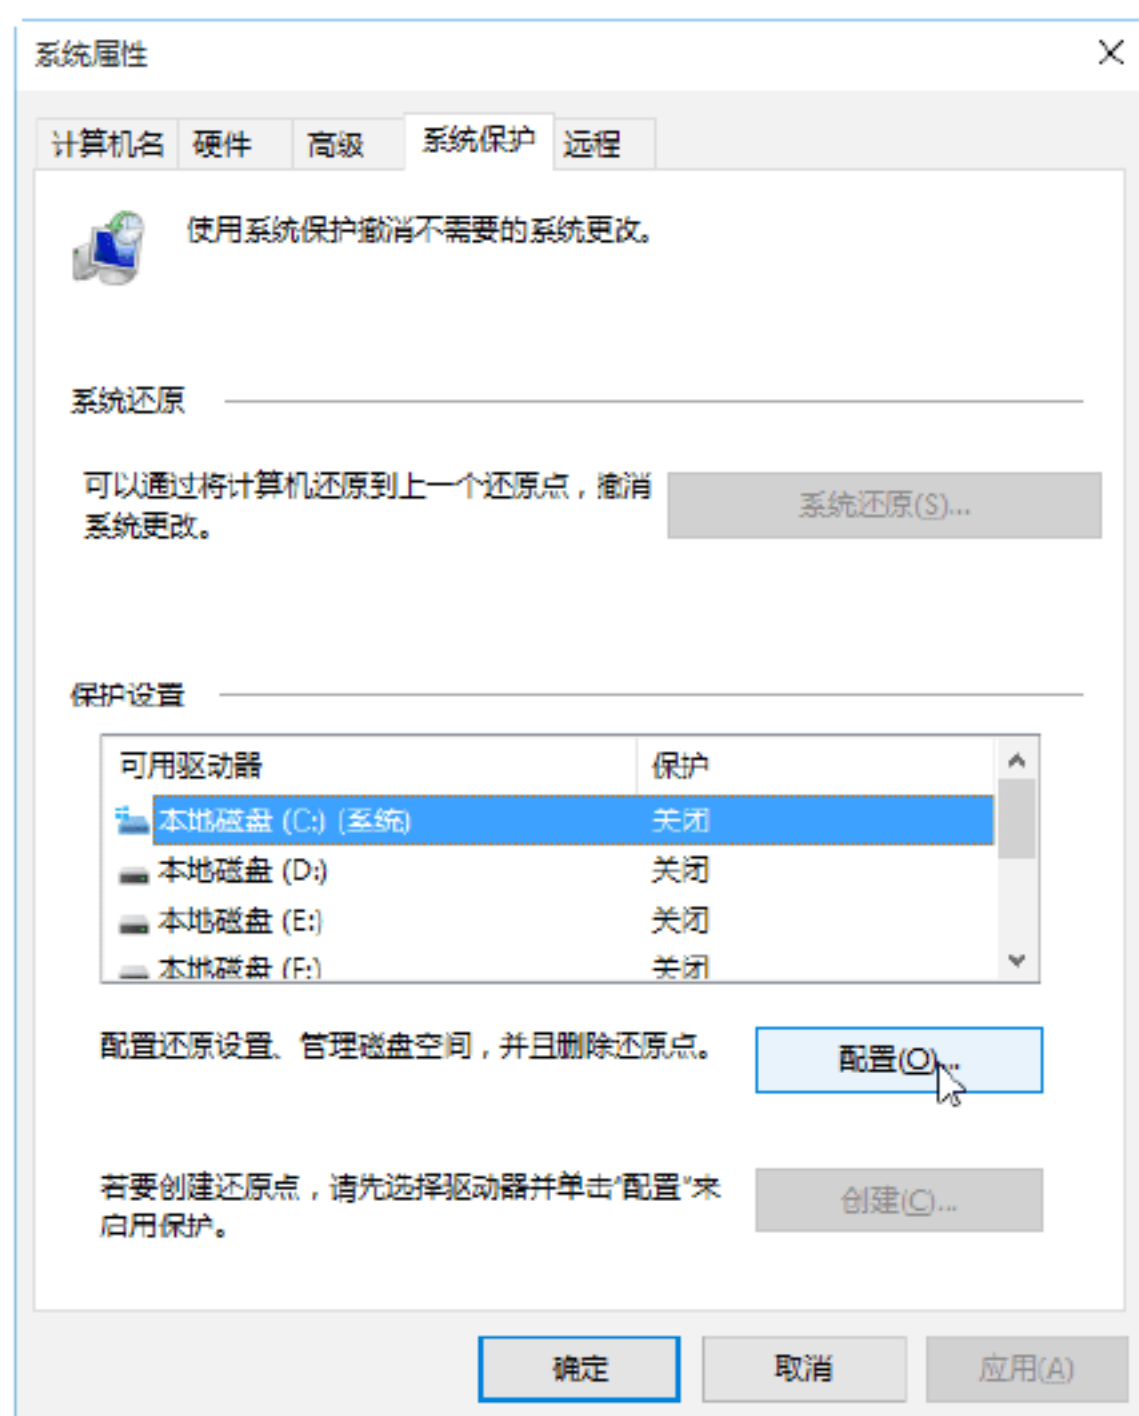 系统属性
计算机名 硬件 高级 系统保护 远程
使用系统保护撤消不需要的系统更改。
系统还原
可以通过将计算机还原到上一个还原点，撤消
系统更改。
系统还原(S)...
保护设置
可用驱动器 保护
本地磁盘 (C:) (系统) 关闭
本地磁盘 (D:) 关闭
本地磁盘 (E:) 关闭
本地磁盘 (F:) 关闭
配置还原设置、管理磁盘空间，并且删除还原点。
配置(O)...
若要创建还原点，请先选择驱动器并单击"配置"来
启用保护。
创建(C)...
确定 取消 应用(A)